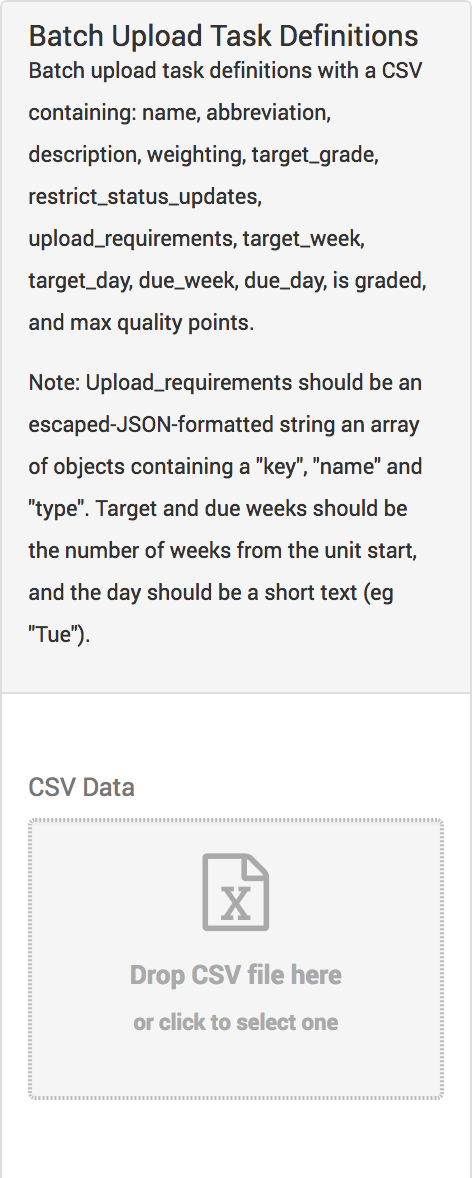 Batch Upload Task Definitions
Batch upload task definitions with a CSV
containing: name, abbreviation,
description, weighting, target_grade,
restrict_status_updates,
upload_requirements, target_week,
target_day, due_week, due_day, is graded,
and max quality points.
Note: Upload_requirements should be an
escaped-JSON-formatted string an array
of objects containing a "key", "name" and
"type". Target and due weeks should be
the number of weeks from the unit start,
and the day should be a short text (eg
"Tue").
CSV Data
X
Drop CSV file here
or click to select one